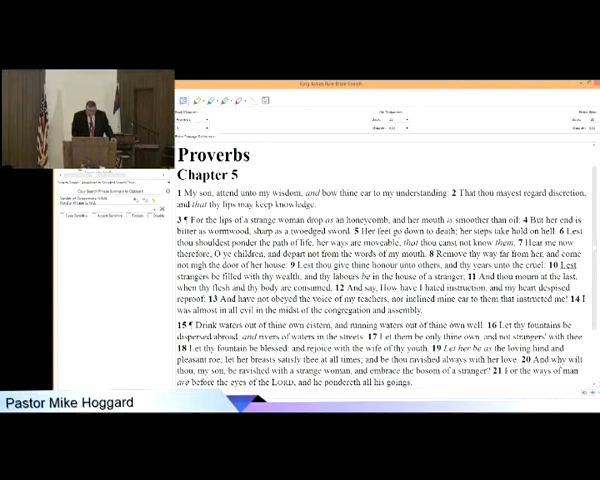 King James Pure Bible Search
Proverbs
Chapter 5
1 My son, attend unto my wisdom, and bow thine ear to my understanding: 2 That thou mayest regard discretion,
and that thy lips may keep knowledge.
3 ¶ For the lips of a strange woman drop as an honeycomb, and her mouth is smoother than oil: 4 But her end is
bitter as wormwood, sharp as a twoedged sword. 5 Her feet go down to death; her steps take hold on hell. 6 Lest
thou shouldest ponder the path of life, her ways are moveable, that thou canst not know them. 7 Hear me now
therefore, O ye children, and depart not from the words of my mouth. 8 Remove thy way far from her, and come
not nigh the door of her house: 9 Lest thou give thine honour unto others, and thy years unto the cruel: 10 Lest
strangers be filled with thy wealth; and thy labours be in the house of a stranger; 11 And thou mourn at the last,
when thy flesh and thy body are consumed, 12 And say, How have I hated instruction, and my heart despised
reproof; 13 And have not obeyed the voice of my teachers, nor inclined mine ear to them that instructed me! 14 I
was almost in all evil in the midst of the congregation and assembly.
15 ¶ Drink waters out of thine own cistern, and running waters out of thine own well. 16 Let thy fountains be
dispersed abroad, and rivers of waters in the streets. 17 Let them be only thine own, and not strangers' with thee.
18 Let thy fountain be blessed: and rejoice with the wife of thy youth. 19 Let her be as the loving hind and
pleasant roe; let her breasts satisfy thee at all times; and be thou ravished always with her love. 20 And why wilt
thou, my son, be ravished with a strange woman, and embrace the bosom of a stranger? 21 For the ways of man
are before the eyes of the LORD, and he pondereth all his goings.
Pastor Mike Hoggard